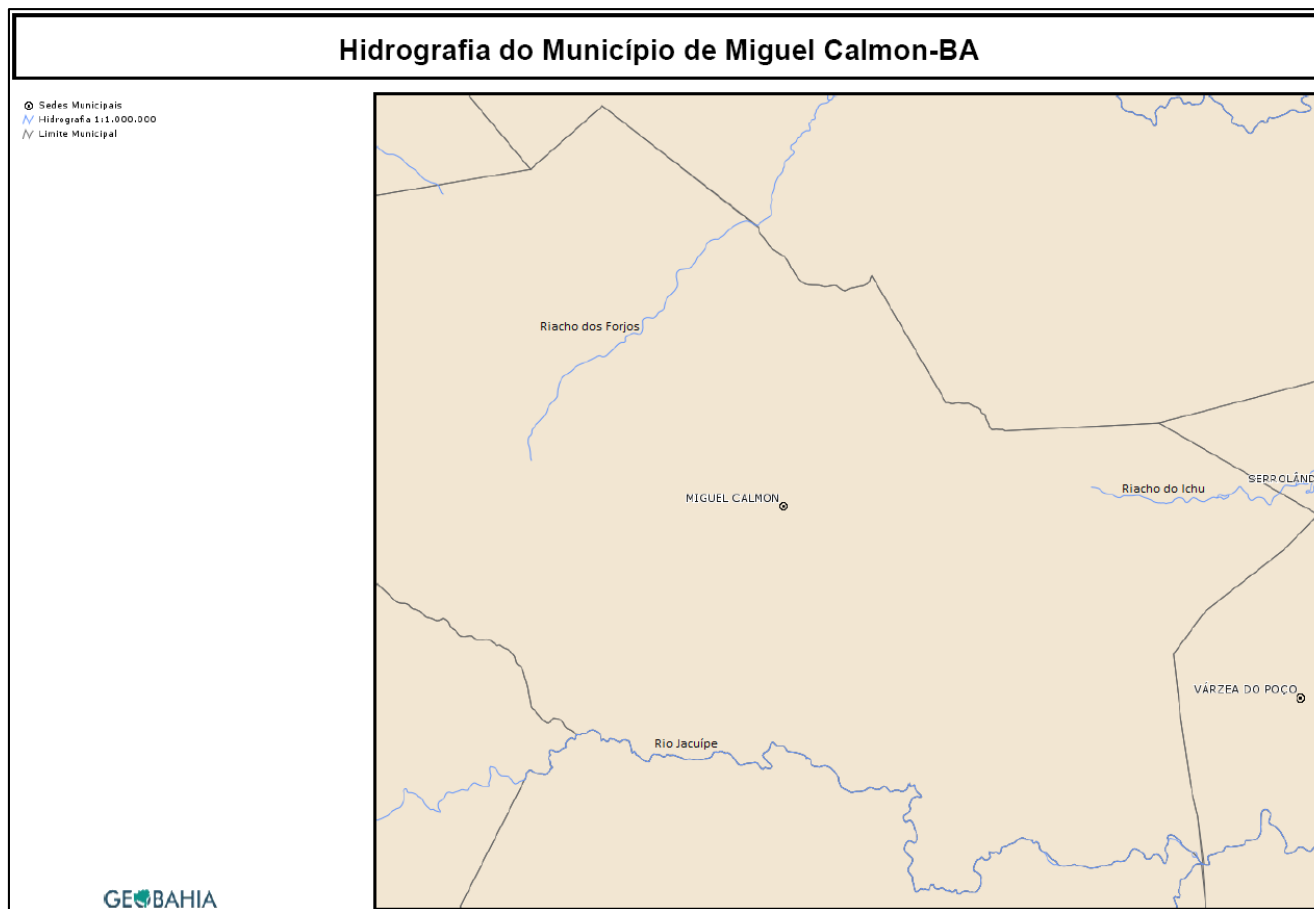 Hidrografia do Município de Miguel Calmon-BA
Sedes Municipais
Hidrografia 1:1.000.000
Limite Municipal
Riacho dos Forjos
MIGUEL CALMON
Riacho do Ichu
SERROLÂND
VÁRZEA DO POÇO
Rio Jacuípe
GEOBAHIA